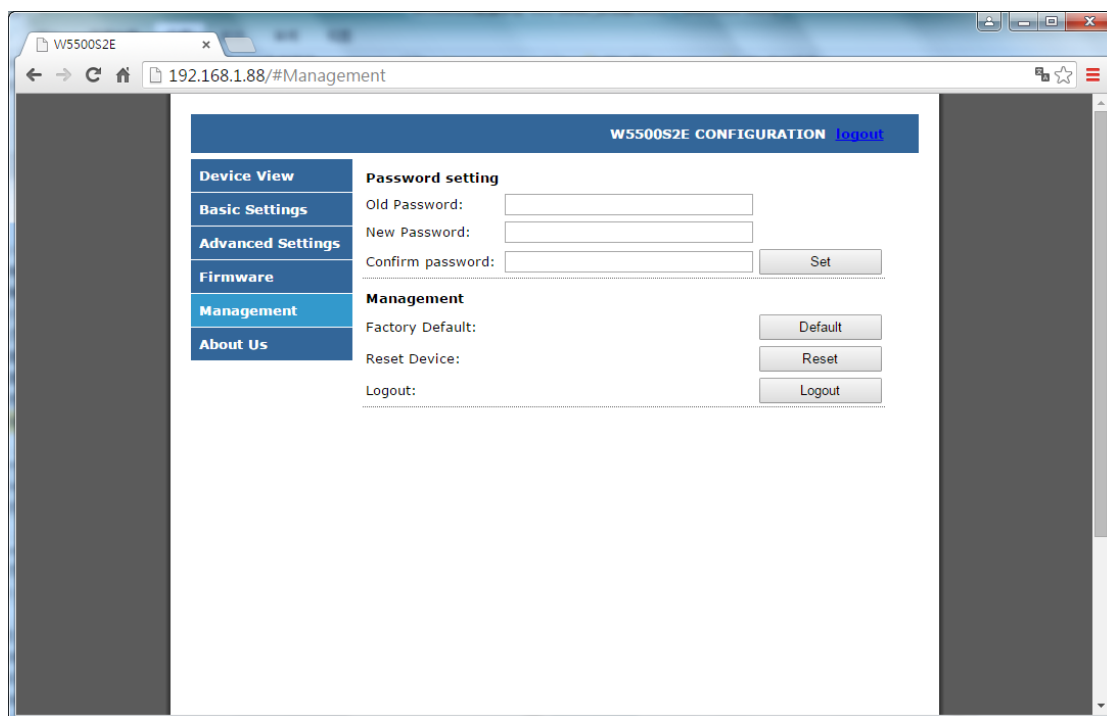 W5500S2E
192.168.1.88/#Management
W5500S2E CONFIGURATION logout
Device View
Basic Settings
Advanced Settings
Firmware
Management
About Us
Password setting
Old Password:
New Password:
Confirm password: Set
Management
Factory Default: Default
Reset Device: Reset
Logout: Logout